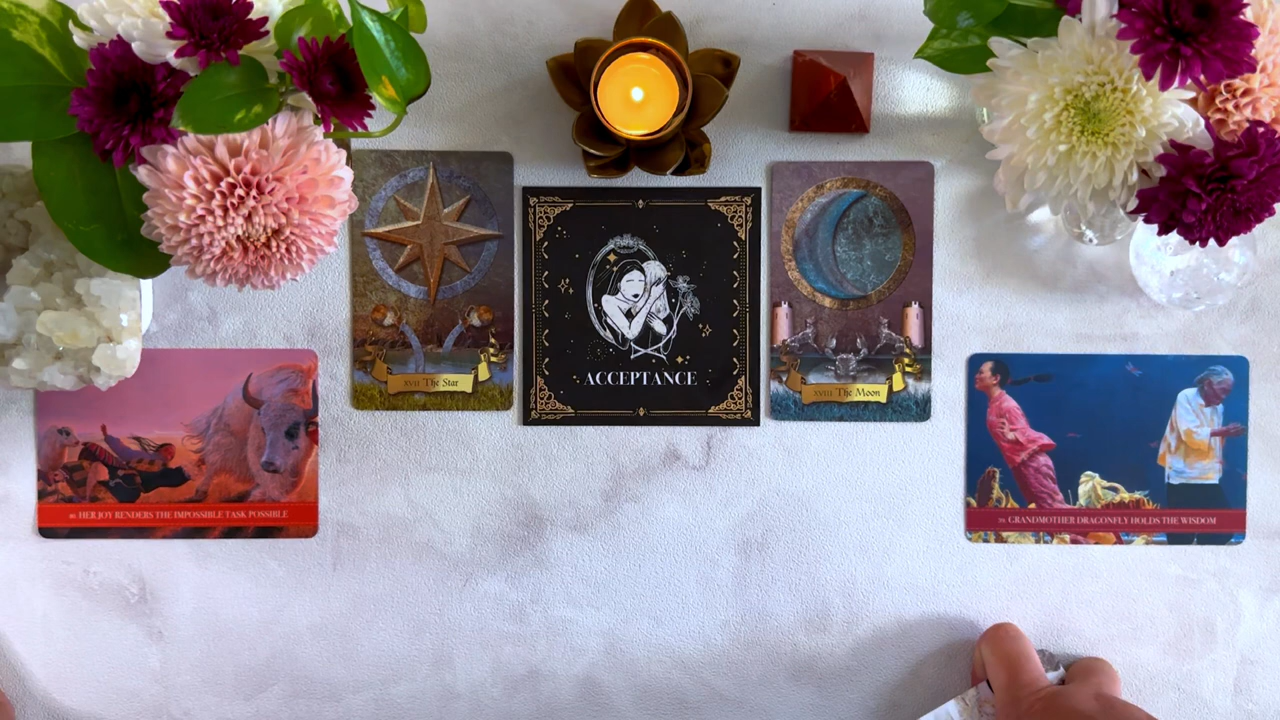 XVII The Star
ACCEPTANCE
XVIII The Moon
HER JOY RENDERS THE IMPOSSIBLE TASK POSSIBLE
GRANDMOTHER DRAGONFLY HOLDS THE WISDOM